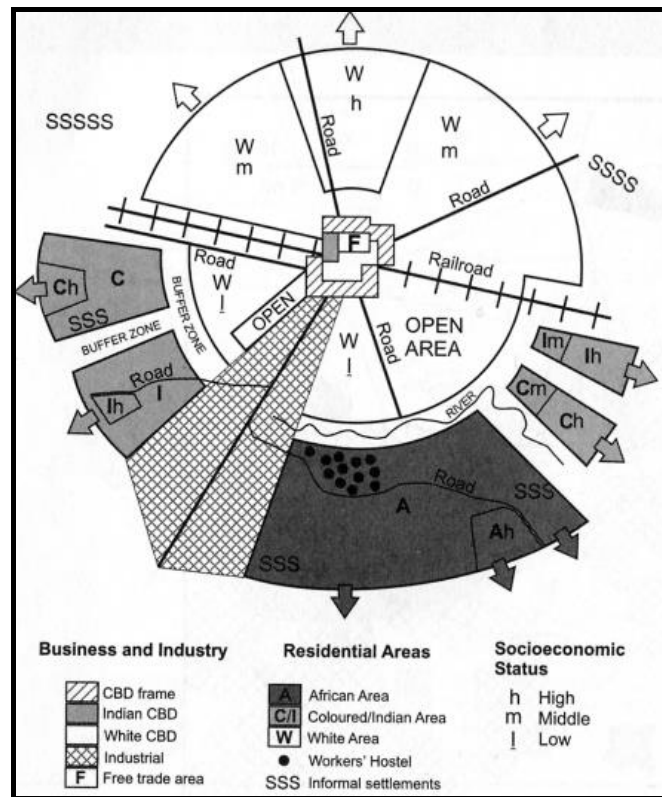 W
h
W
m
W
m
SSSSS
SSSS
Road
Road
F
Road
Railroad
Ch
C
SSS
W
l
OPEN
BUFFER ZONE
BUFFER ZONE
W
l
Road
OPEN
AREA
Im
Ih
Cm
Ch
Road
Ih
I
RIVER
Road
A
SSS
Ah
SSS
Business and Industry
CBD frame
Indian CBD
White CBD
Industrial
F Free trade area
Residential Areas
A African Area
C/I Coloured/Indian Area
W White Area
Workers' Hostel
SSS Informal settlements
Socioeconomic
Status
h High
m Middle
l Low